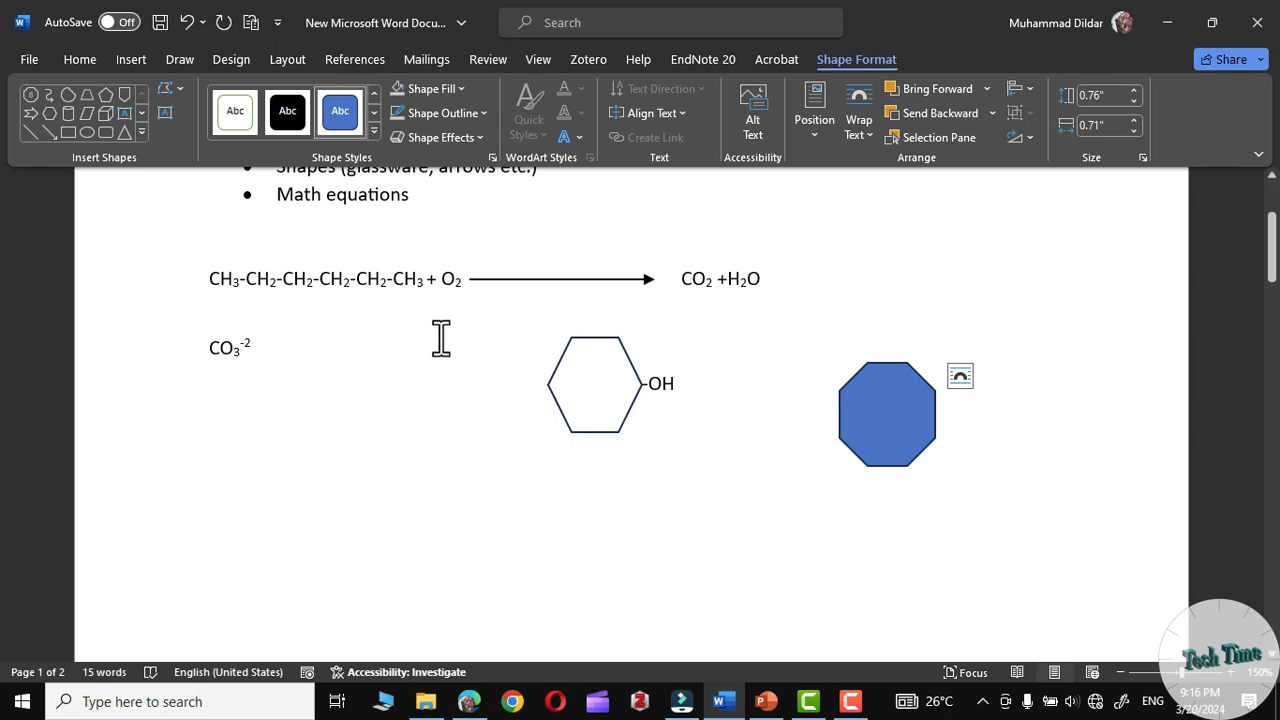 AutoSave Off New Microsoft Word Docu... Search Muhammad Dildar
File Home Insert Draw Design Layout References Mailings Review View Zotero Help EndNote 20 Acrobat Shape Format Share
Abc Abc Abc
Shape Fill
Shape Outline
Shape Effects
Quick Styles
Text Direction
Align Text
Create Link
Alt Text
Position
Wrap Text
Bring Forward
Send Backward
Selection Pane
0.76"
0.71"
Insert Shapes Shape Styles WordArt Styles Text Accessibility Arrange Size
• Shapes (glassware, arrows etc.)
• Math equations
CH₃-CH₂-CH₂-CH₂-CH₂-CH₃ + O₂ CO₂ +H₂O
CO₃⁻²
-OH
Tech Time
Page 1 of 2 15 words English (United States) Accessibility: Investigate Focus 150%
Type here to search 26°C ENG 9:16 PM
3/20/2024